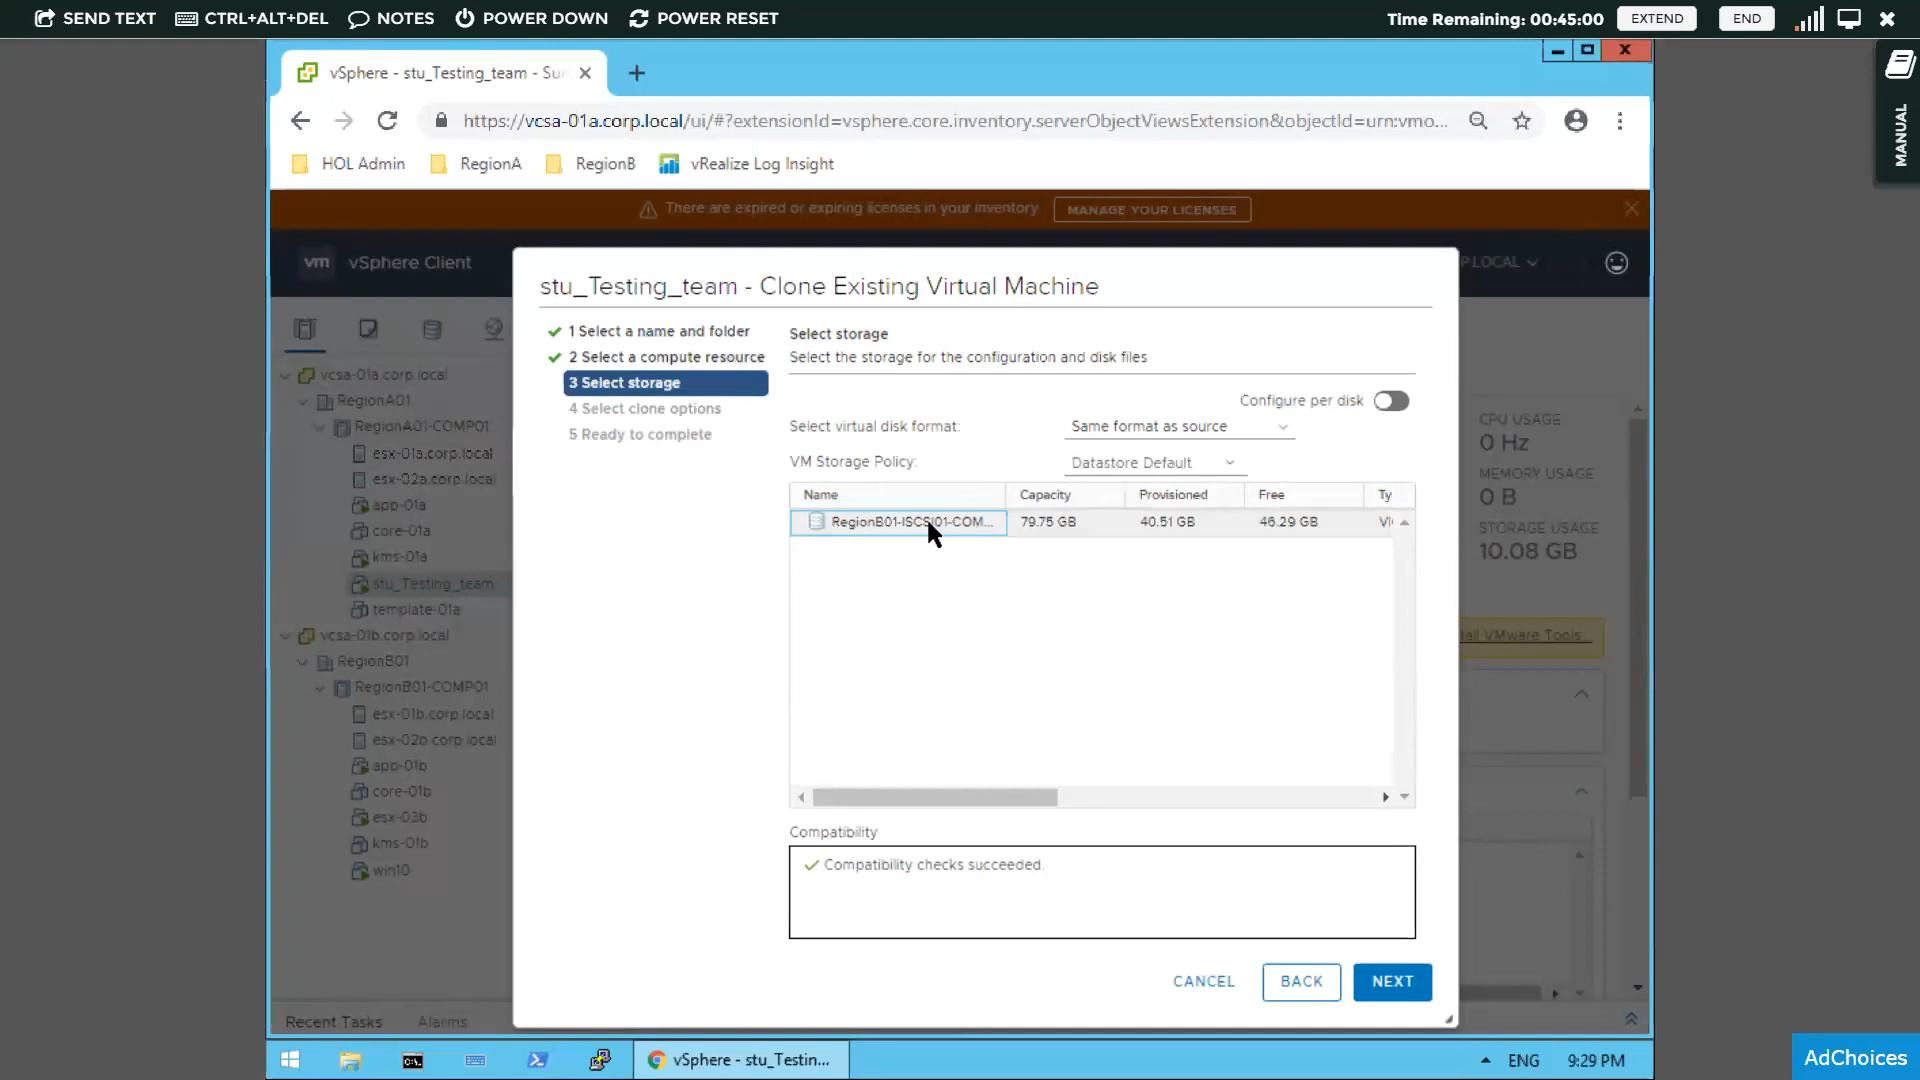 SEND TEXT CTRL+ALT+DEL NOTES POWER DOWN POWER RESET Time Remaining: 00:45:00 EXTEND END
MANUAL
vSphere - stu_Testing_team - Sum
https://vcsa-01a.corp.local/ui/#?extensionId=vsphere.core.inventory.serverObjectViewsExtension&objectId=urn:vmo...
HOL Admin RegionA RegionB vRealize Log Insight
There are expired or expiring licenses in your inventory. MANAGE YOUR LICENSES
vm vSphere Client P.LOCAL
stu_Testing_team - Clone Existing Virtual Machine
1 Select a name and folder
2 Select a compute resource
3 Select storage
4 Select clone options
5 Ready to complete
Select storage
Select the storage for the configuration and disk files
Configure per disk
Select virtual disk format: Same format as source
VM Storage Policy: Datastore Default
Name Capacity Provisioned Free Ty
RegionB01-ISCSI01-COM... 79.75 GB 40.51 GB 46.29 GB VI
Compatibility
Compatibility checks succeeded.
CANCEL BACK NEXT
vcsa-01a.corp.local
RegionA01
RegionA01-COMP01
esx-01a.corp.local
esx-02a.corp.local
app-01a
core-01a
kms-01a
stu_Testing_team
template-01a
vcsa-01b.corp.local
RegionB01
RegionB01-COMP01
esx-01b.corp.local
esx-02b.corp.local
app-01b
core-01b
esx-03b
kms-01b
win10
CPU USAGE
0 Hz
MEMORY USAGE
0 B
STORAGE USAGE
10.08 GB
tall VMware Tools...
Recent Tasks Alarms
vSphere - stu_Testin... ENG 9:29 PM
AdChoices